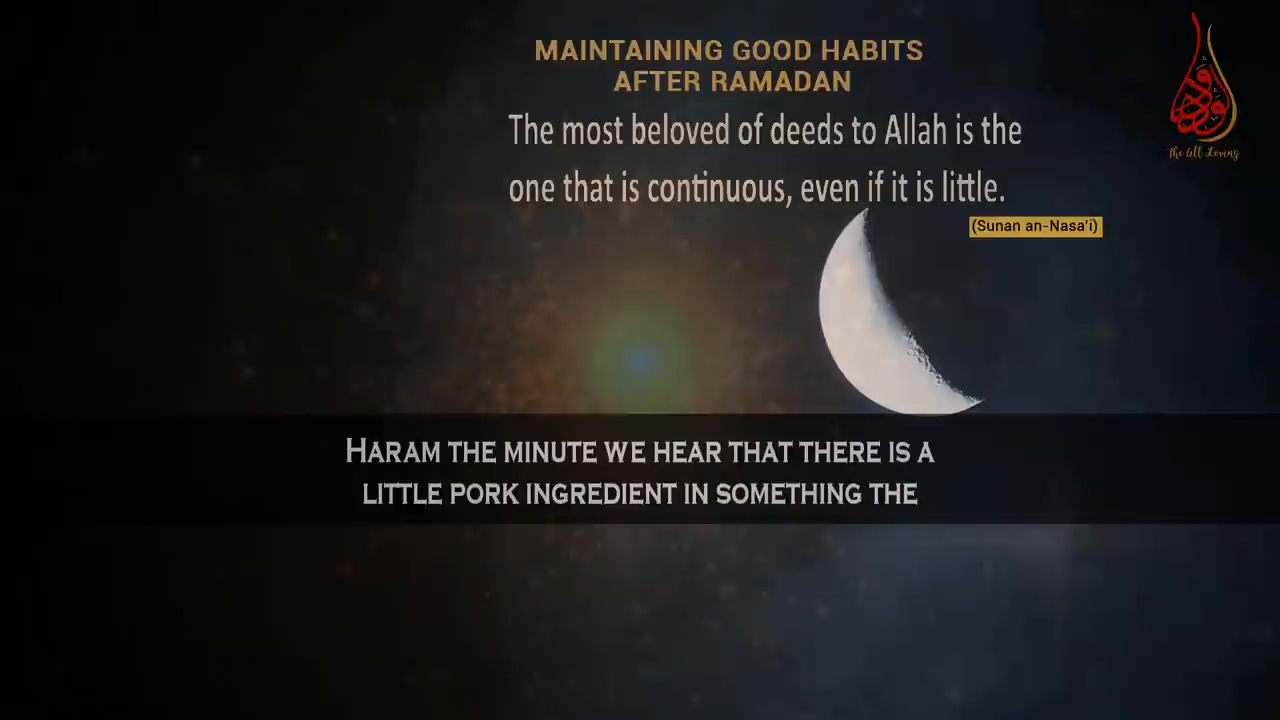 MAINTAINING GOOD HABITS
AFTER RAMADAN
The most beloved of deeds to Allah is the
one that is continuous, even if it is little.
(Sunan an-Nasa'i)
الودود
The All Loving
HARAM THE MINUTE WE HEAR THAT THERE IS A
LITTLE PORK INGREDIENT IN SOMETHING THE